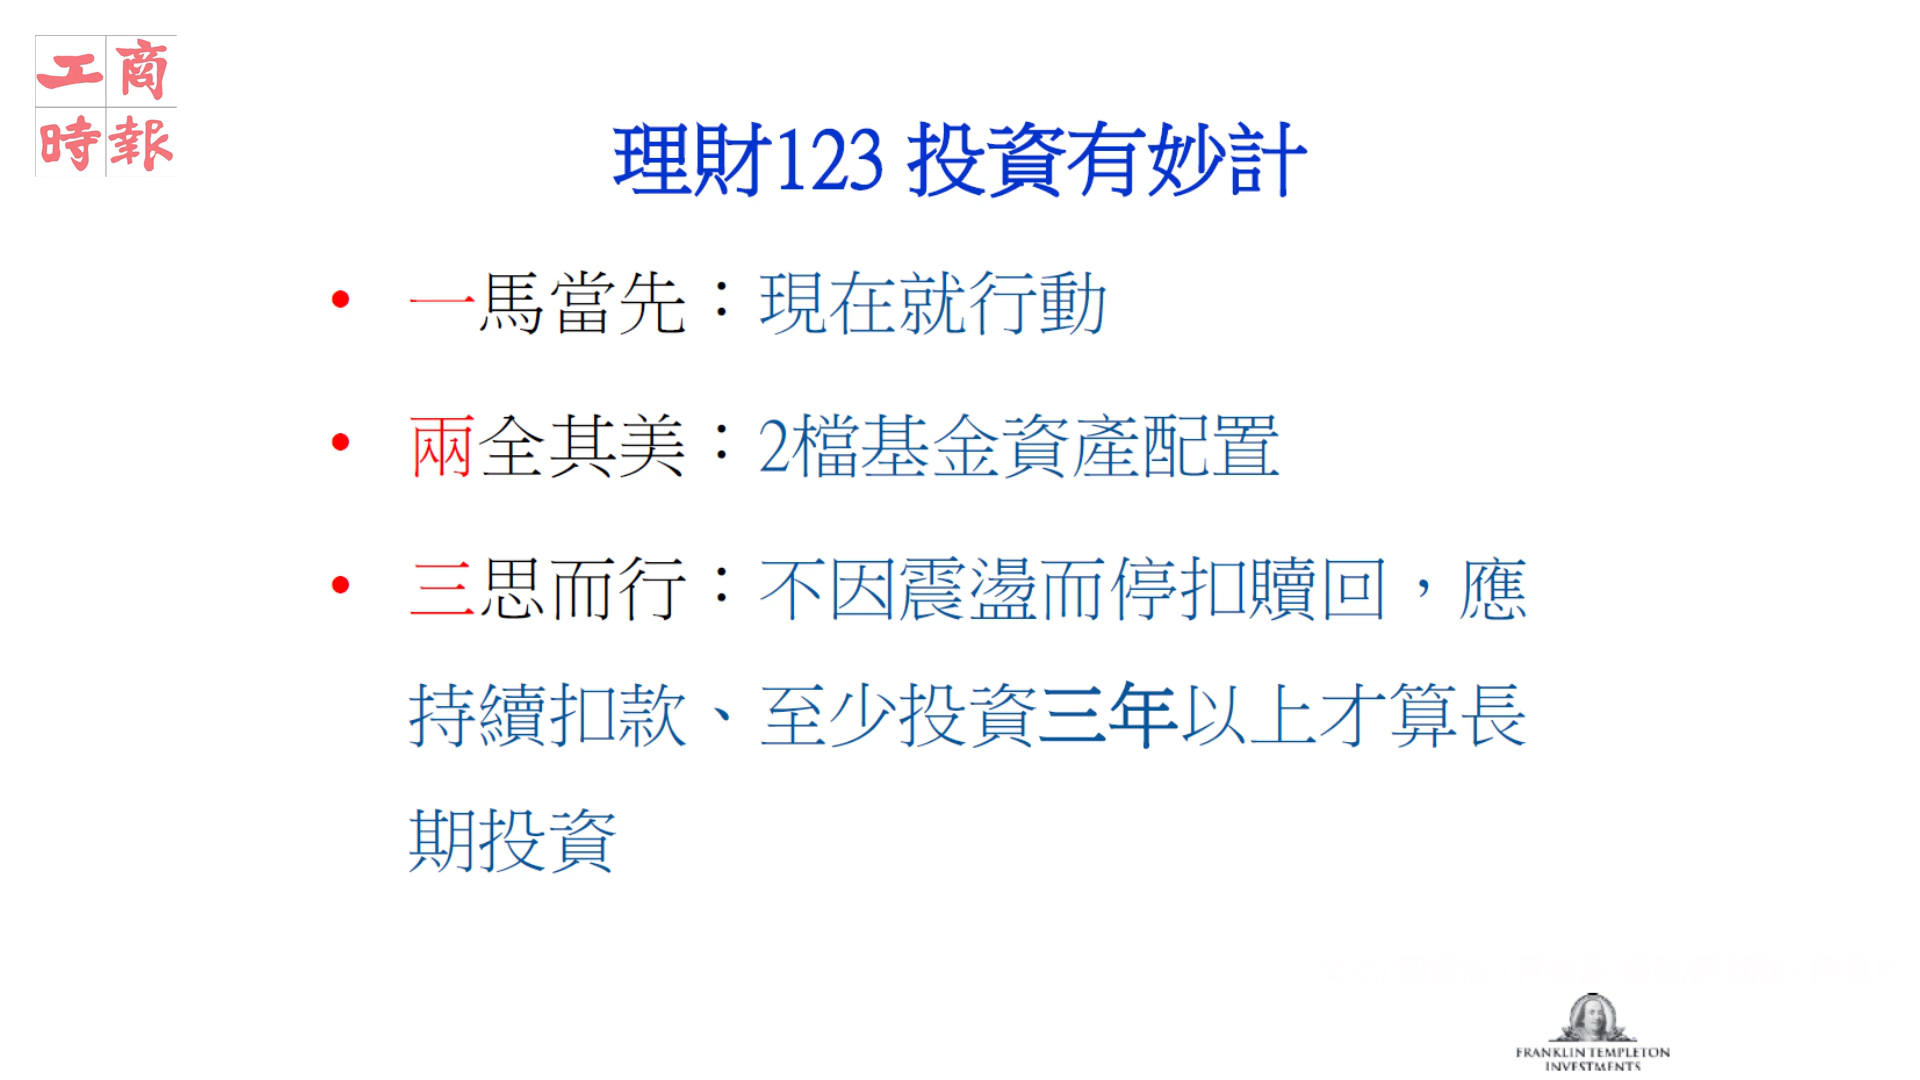 工商
時報
理財123 投資有妙計
• 一馬當先：現在就行動
• 兩全其美：2檔基金資產配置
• 三思而行：不因震盪而停扣贖回，應
持續扣款、至少投資三年以上才算長
期投資
FRANKLIN TEMPLETON
INVESTMENTS